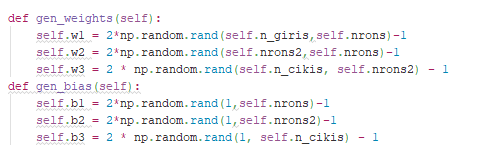 def gen_weights(self):
    self.w1 = 2*np.random.rand(self.n_giris,self.nrons)-1
    self.w2 = 2*np.random.rand(self.nrons2,self.nrons)-1
    self.w3 = 2 * np.random.rand(self.n_cikis, self.nrons2) - 1
def gen_bias(self):
    self.b1 = 2*np.random.rand(1,self.nrons)-1
    self.b2 = 2*np.random.rand(1,self.nrons2)-1
    self.b3 = 2 * np.random.rand(1, self.n_cikis) - 1